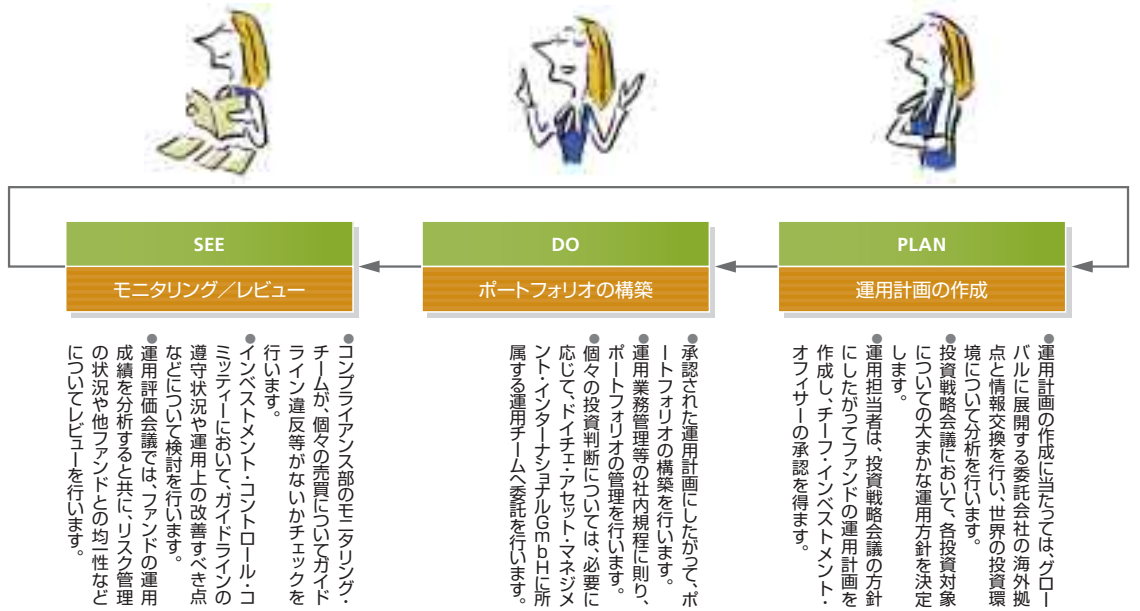 PLAN
運用計画の作成
●運用計画の作成に当たっては、グロー
バルに展開する委託会社の海外拠
点と情報交換を行い、世界の投資環
境について分析を行います。
●投資戦略会議において、各投資対象
についての大まかな運用方針を決定
します。
●運用担当者は、投資戦略会議の方針
にしたがってファンドの運用計画を
作成し、チーフ・インベストメント・
オフィサーの承認を得ます。
DO
ポートフォリオの構築
●承認された運用計画にしたがって、ポ
ートフォリオの構築を行います。
●運用業務管理等の社内規程に則り、
ポートフォリオの管理を行います。
●個々の投資判断については、必要に
応じて、ドイチェ・アセット・マネジメ
ント・インターナショナルGmbHに所
属する運用チームへ委託を行います。
SEE
モニタリング/レビュー
●コンプライアンス部のモニタリング・
チームが、個々の売買についてガイド
ライン違反等がないかチェックを
行います。
●インベストメント・コントロール・コ
ミッティーにおいて、ガイドラインの
遵守状況や運用上の改善すべき点
などについて検討を行います。
●運用評価会議では、ファンドの運用
成績を分析すると共に、リスク管理
の状況や他ファンドとの均一性など
についてレビューを行います。